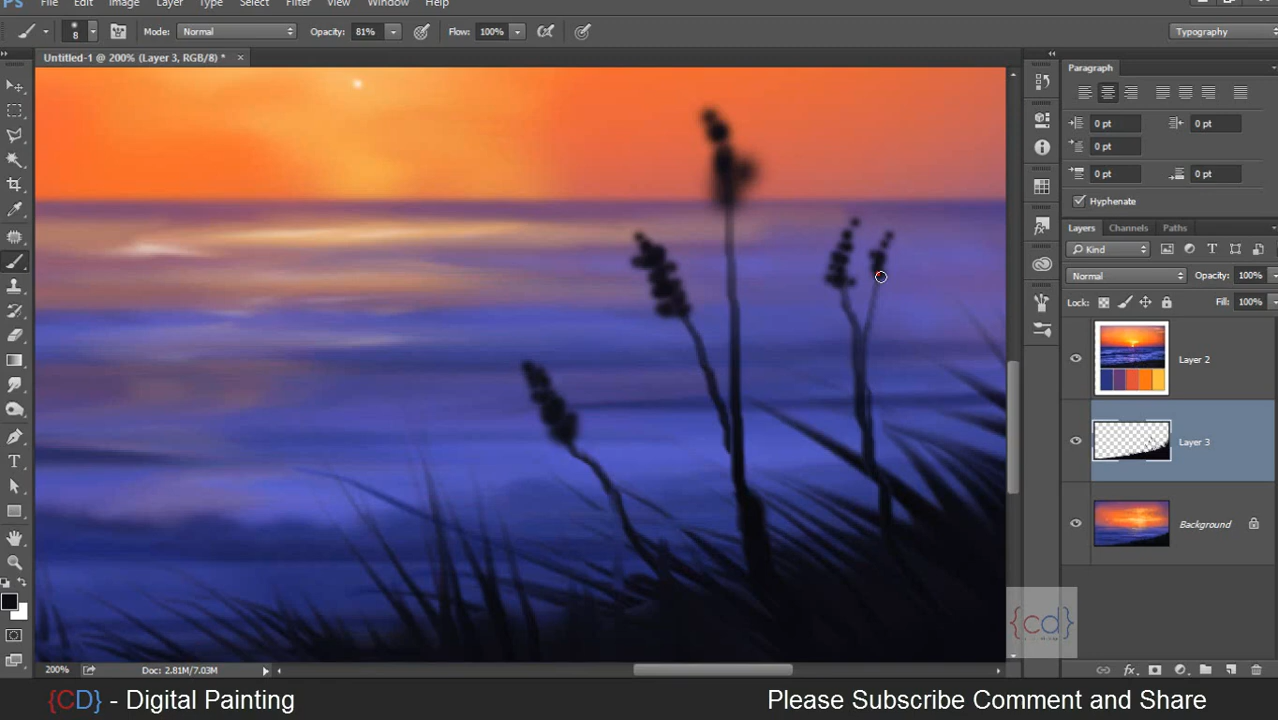 Ps File Edit Image Layer Type Select Filter View Window Help
8 Mode: Normal Opacity: 81% Flow: 100% Typography
Untitled-1 @ 200% (Layer 3, RGB/8) * ×
Paragraph
0 pt 0 pt
0 pt
0 pt 0 pt
Hyphenate
Layers Channels Paths
Kind
Normal Opacity: 100%
Lock: Fill: 100%
Layer 2
Layer 3
Background
{cd}
200% Doc: 2.81M/7.03M
{CD} - Digital Painting Please Subscribe Comment and Share